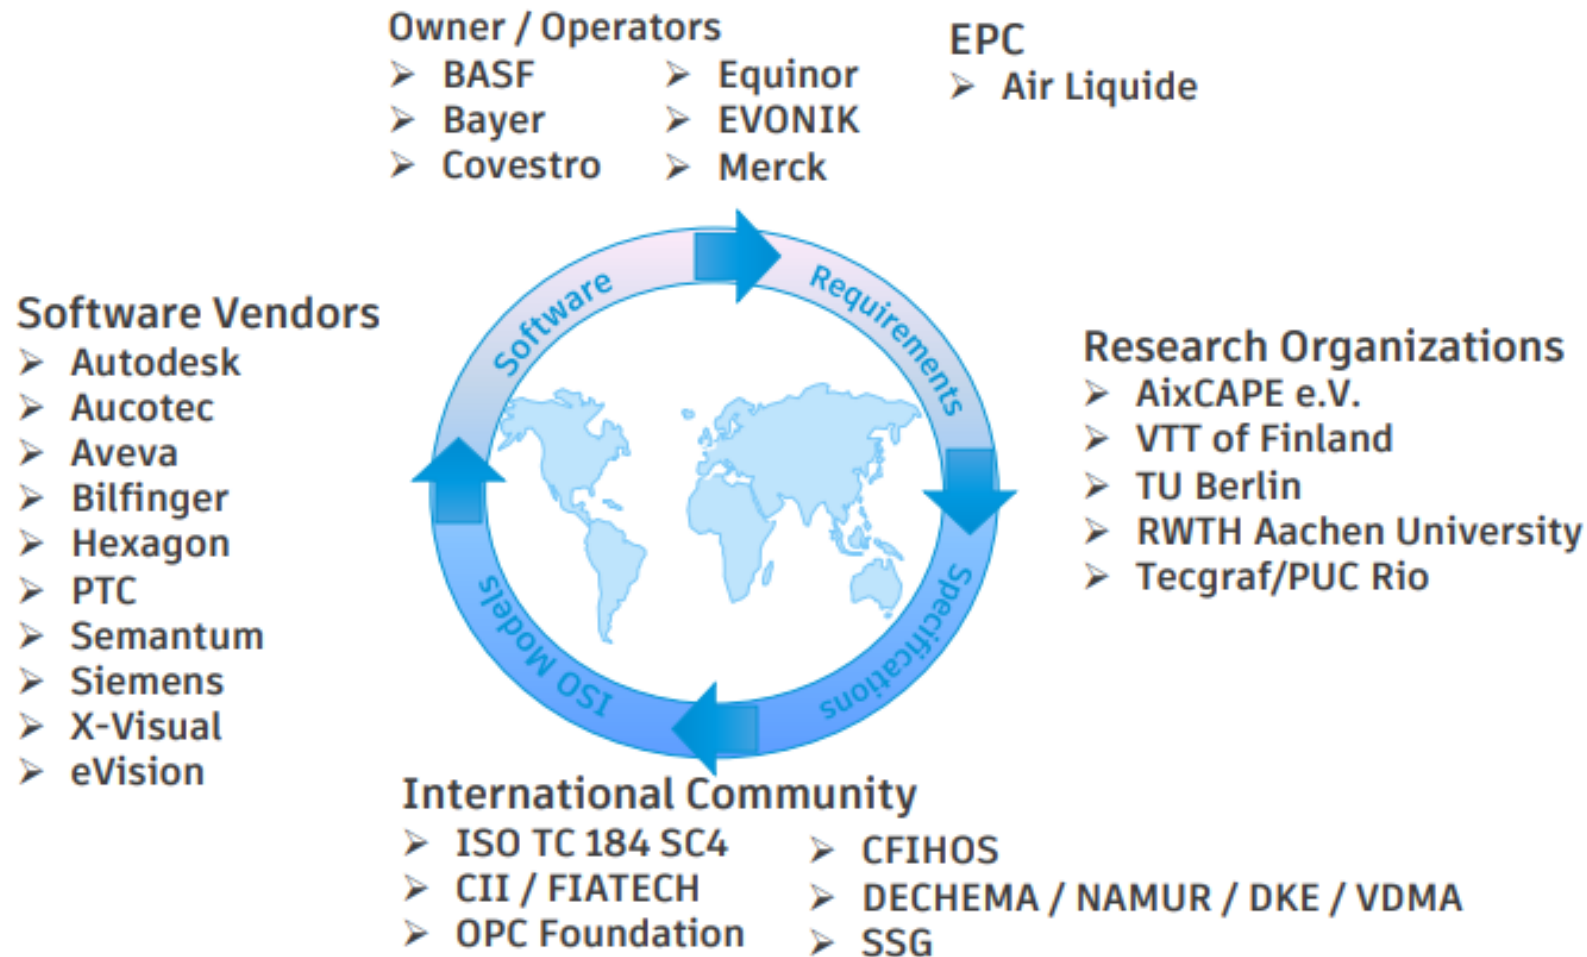 Owner / Operators
➢ BASF
➢ Bayer
➢ Covestro
➢ Equinor
➢ EVONIK
➢ Merck
EPC
➢ Air Liquide
Software
Requirements
Specifications
ISO Models
Software Vendors
➢ Autodesk
➢ Aucotec
➢ Aveva
➢ Bilfinger
➢ Hexagon
➢ PTC
➢ Semantum
➢ Siemens
➢ X-Visual
➢ eVision
Research Organizations
➢ AixCAPE e.V.
➢ VTT of Finland
➢ TU Berlin
➢ RWTH Aachen University
➢ Tecgraf/PUC Rio
International Community
➢ ISO TC 184 SC4
➢ CII / FIATECH
➢ OPC Foundation
➢ CFIHOS
➢ DECHEMA / NAMUR / DKE / VDMA
➢ SSG